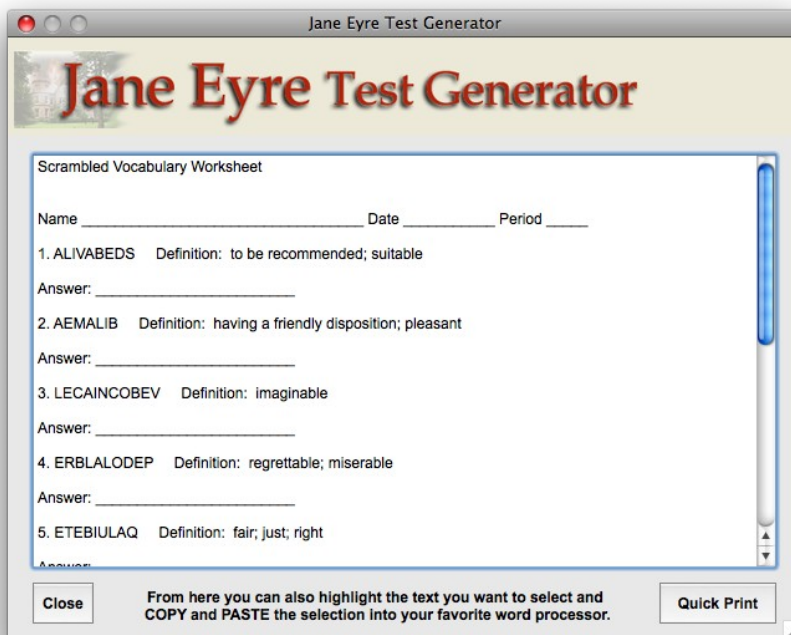 Jane Eyre Test Generator
Jane Eyre Test Generator
Scrambled Vocabulary Worksheet
Name __________________________________ Date ___________ Period _____
1. ALIVABEDS Definition: to be recommended; suitable
Answer: ________________________
2. AEMALIB Definition: having a friendly disposition; pleasant
Answer: ________________________
3. LECAINCOBEV Definition: imaginable
Answer: ________________________
4. ERBLALODEP Definition: regrettable; miserable
Answer: ________________________
5. ETEBIULAQ Definition: fair; just; right
Answer:
Close
From here you can also highlight the text you want to select and
COPY and PASTE the selection into your favorite word processor.
Quick Print